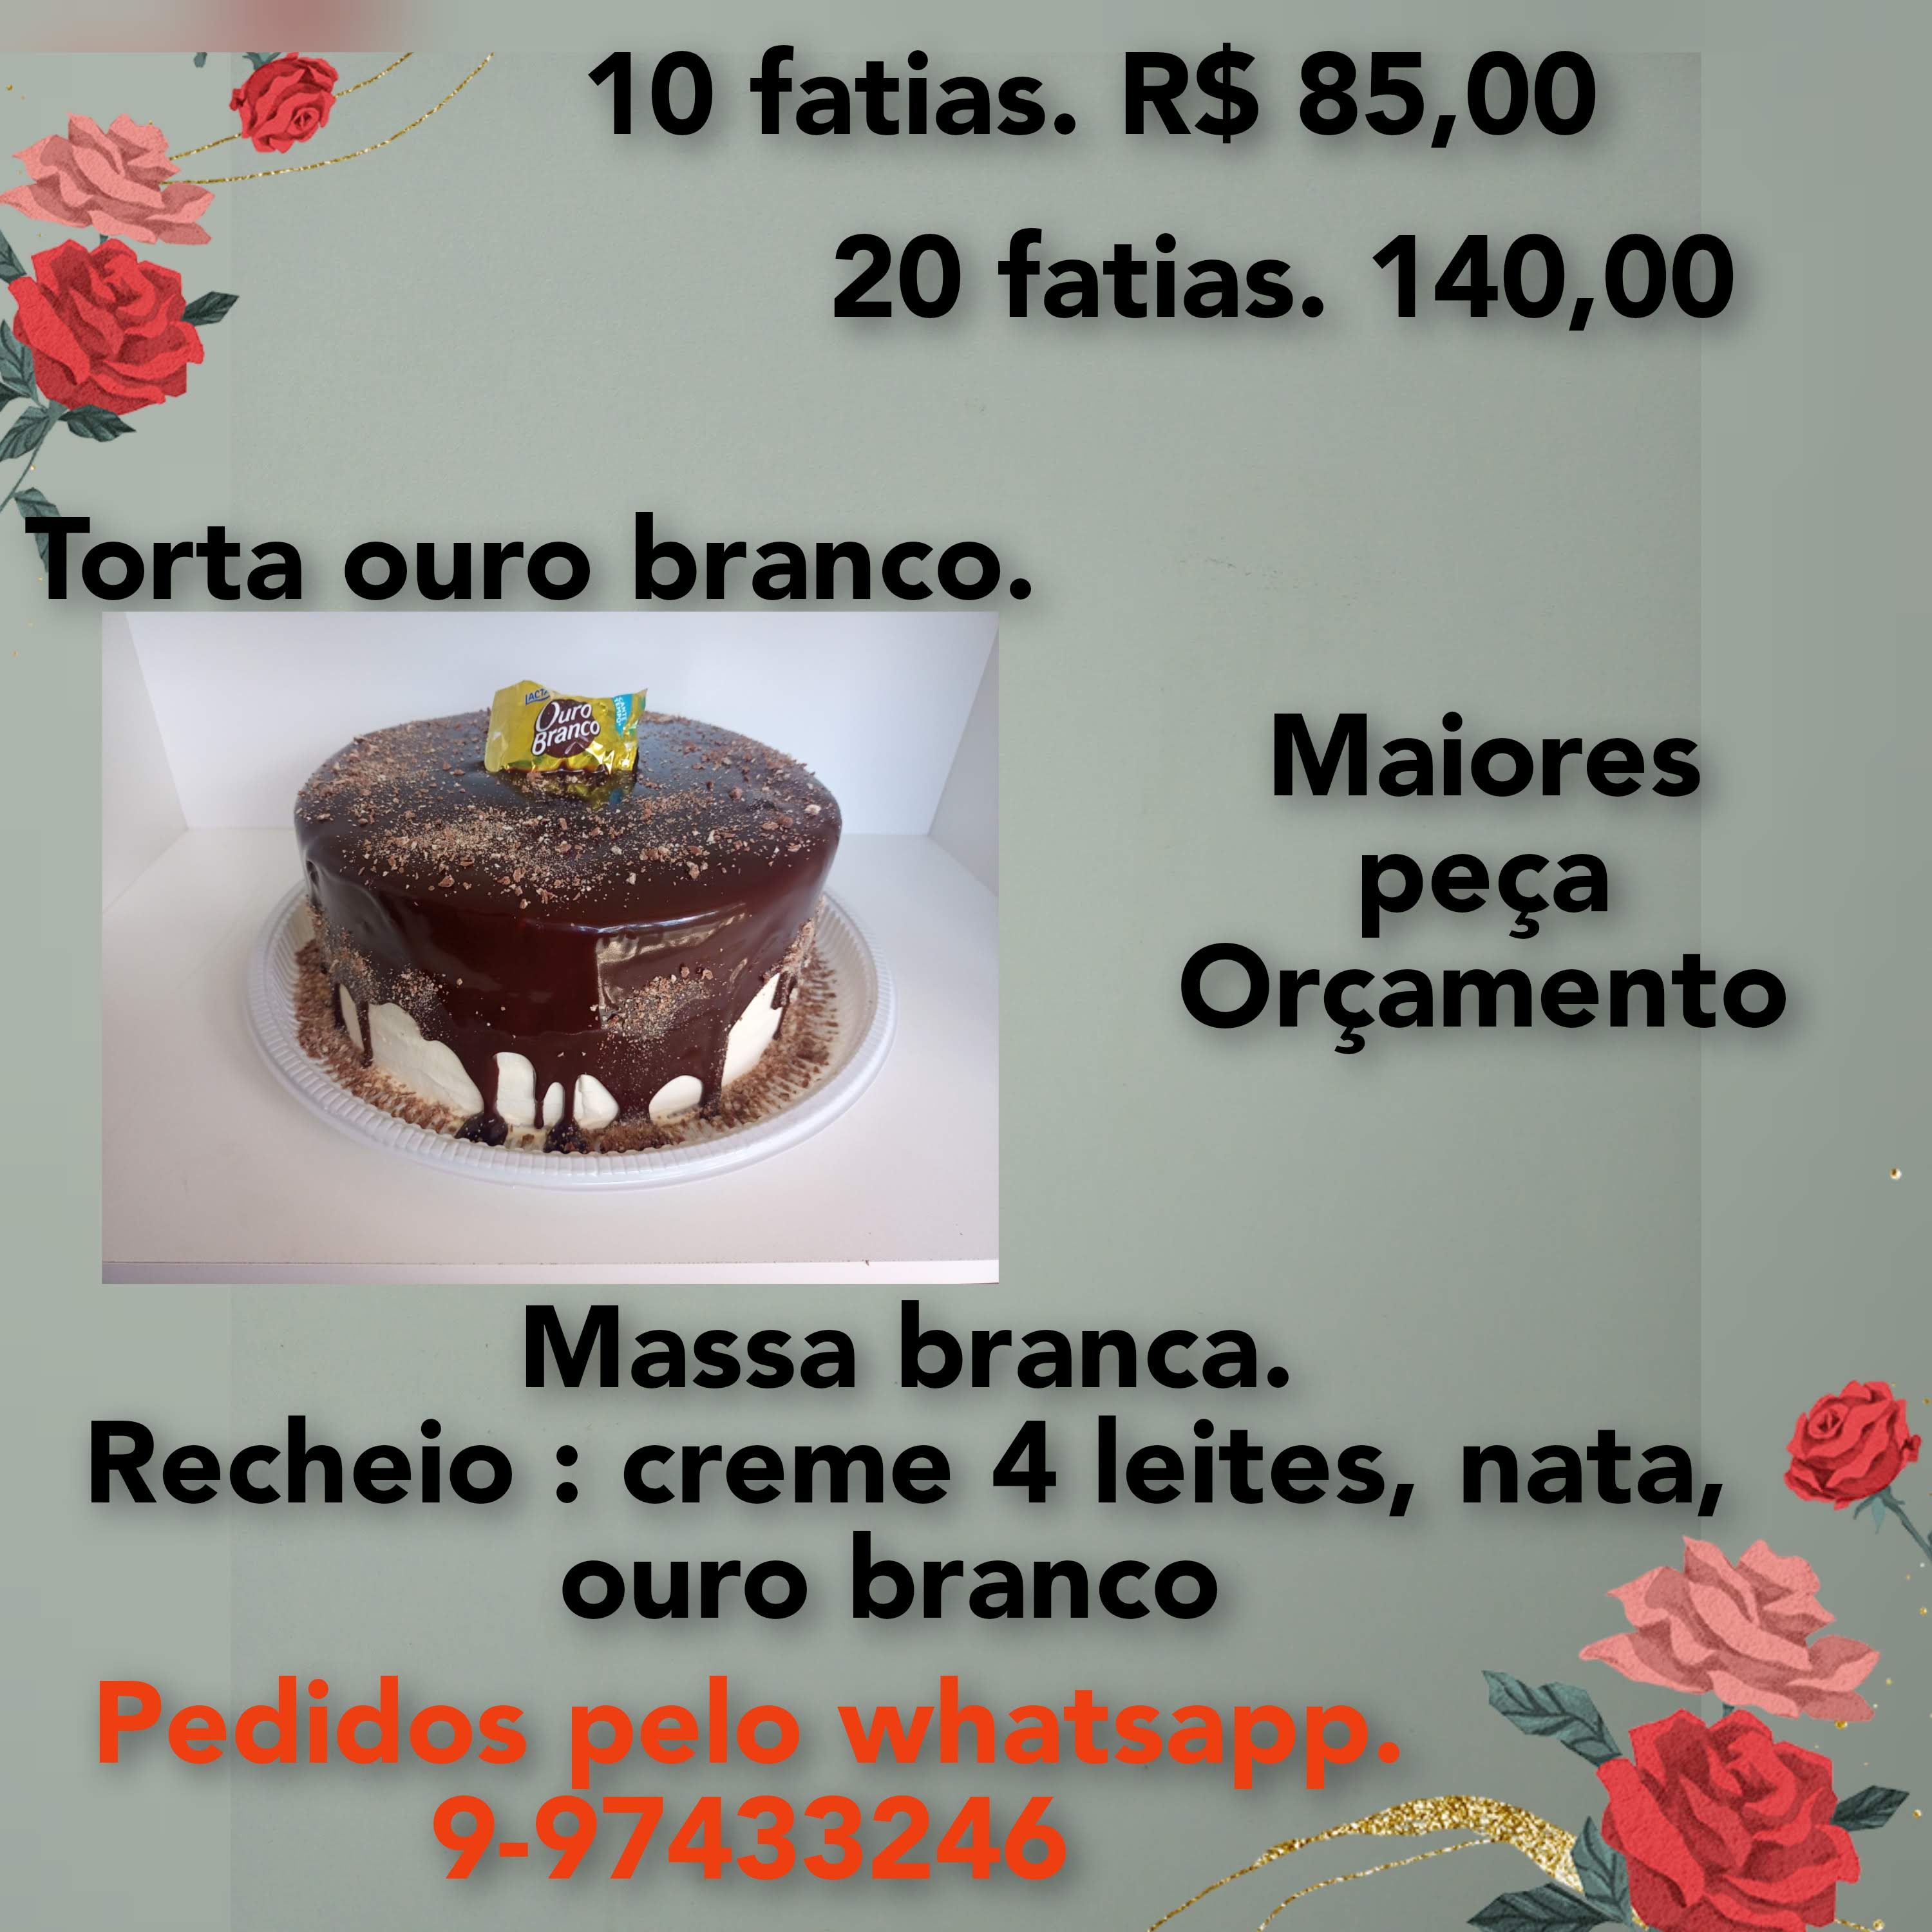 10 fatias. R$ 85,00
20 fatias. 140,00
Torta ouro branco.
LACTA
Ouro
Branco
Maiores
peça
Orçamento
Massa branca.
Recheio : creme 4 leites, nata,
ouro branco
Pedidos pelo whatsapp.
9-97433246